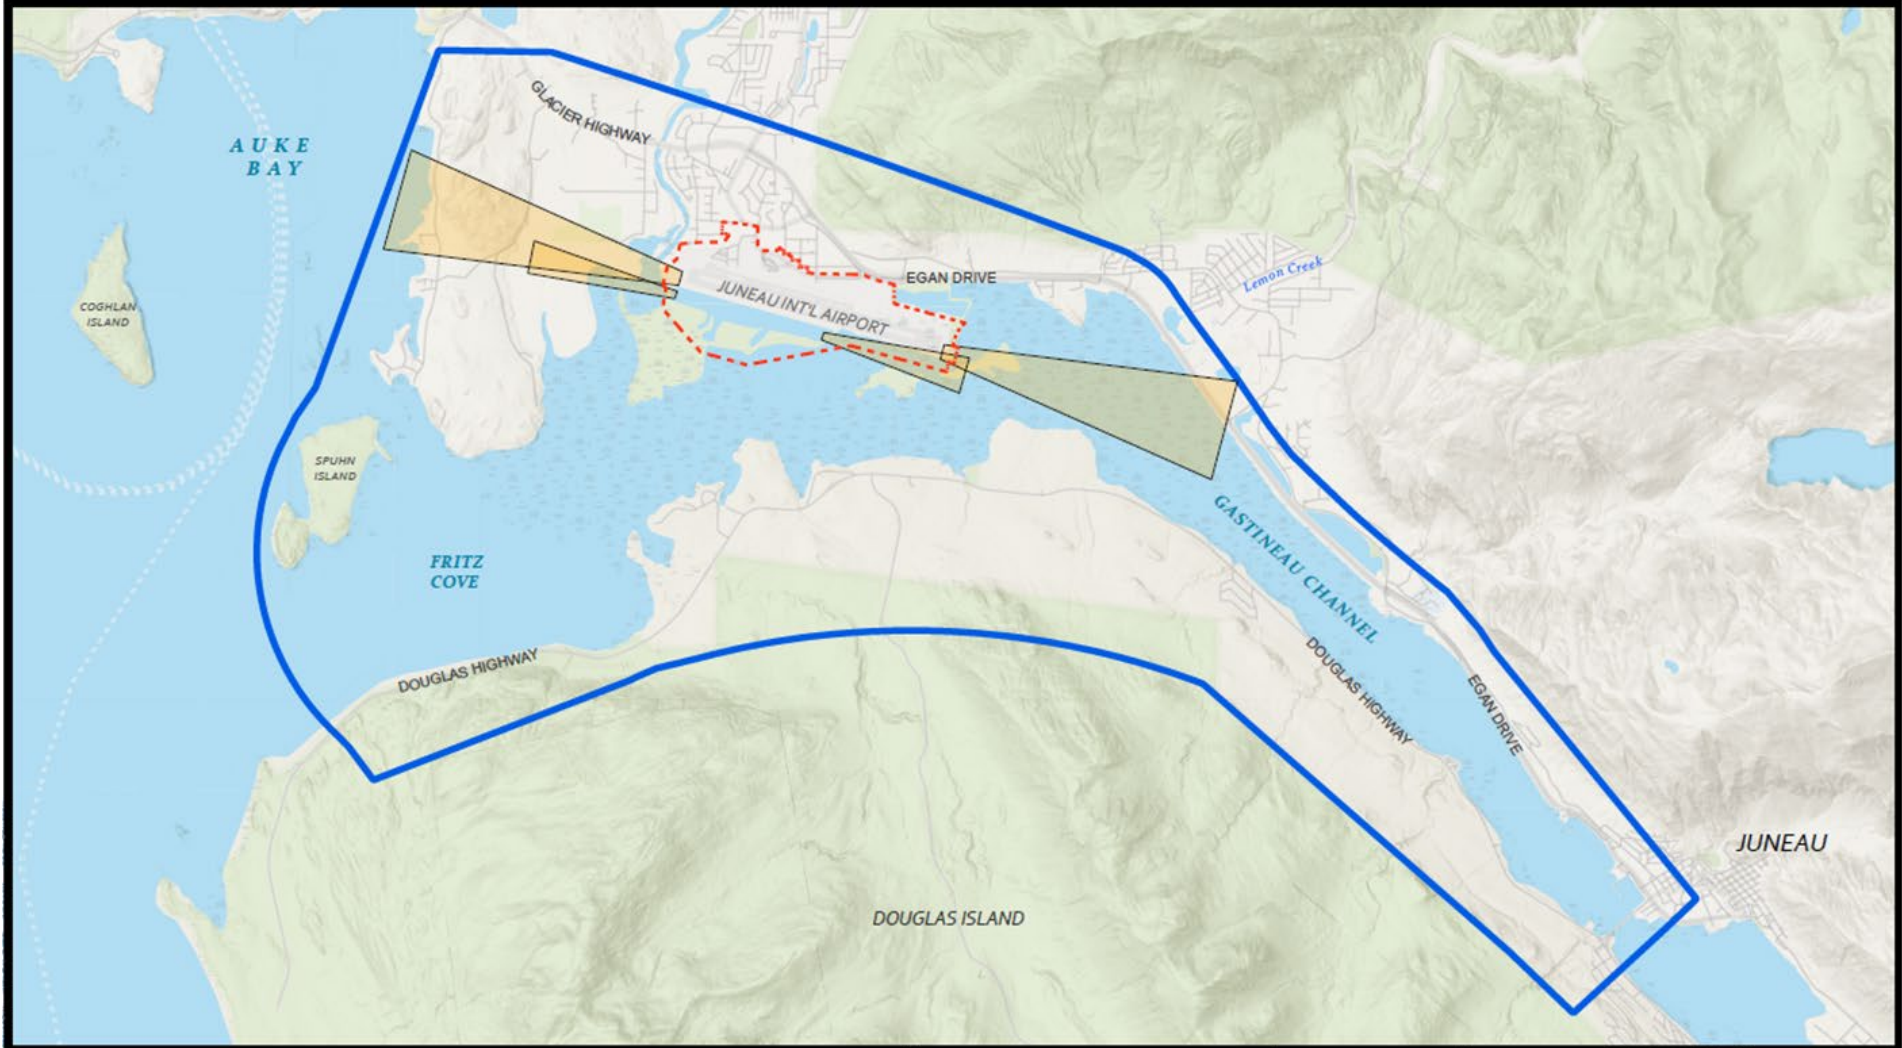 GLACIER HIGHWAY
AUKE
BAY
EGAN DRIVE
Lemon Creek
JUNEAU INT'L AIRPORT
COGHLAN
ISLAND
SPUHN
ISLAND
FRITZ
COVE
GASTINEAU CHANNEL
DOUGLAS HIGHWAY
DOUGLAS HIGHWAY
EGAN DRIVE
JUNEAU
DOUGLAS ISLAND